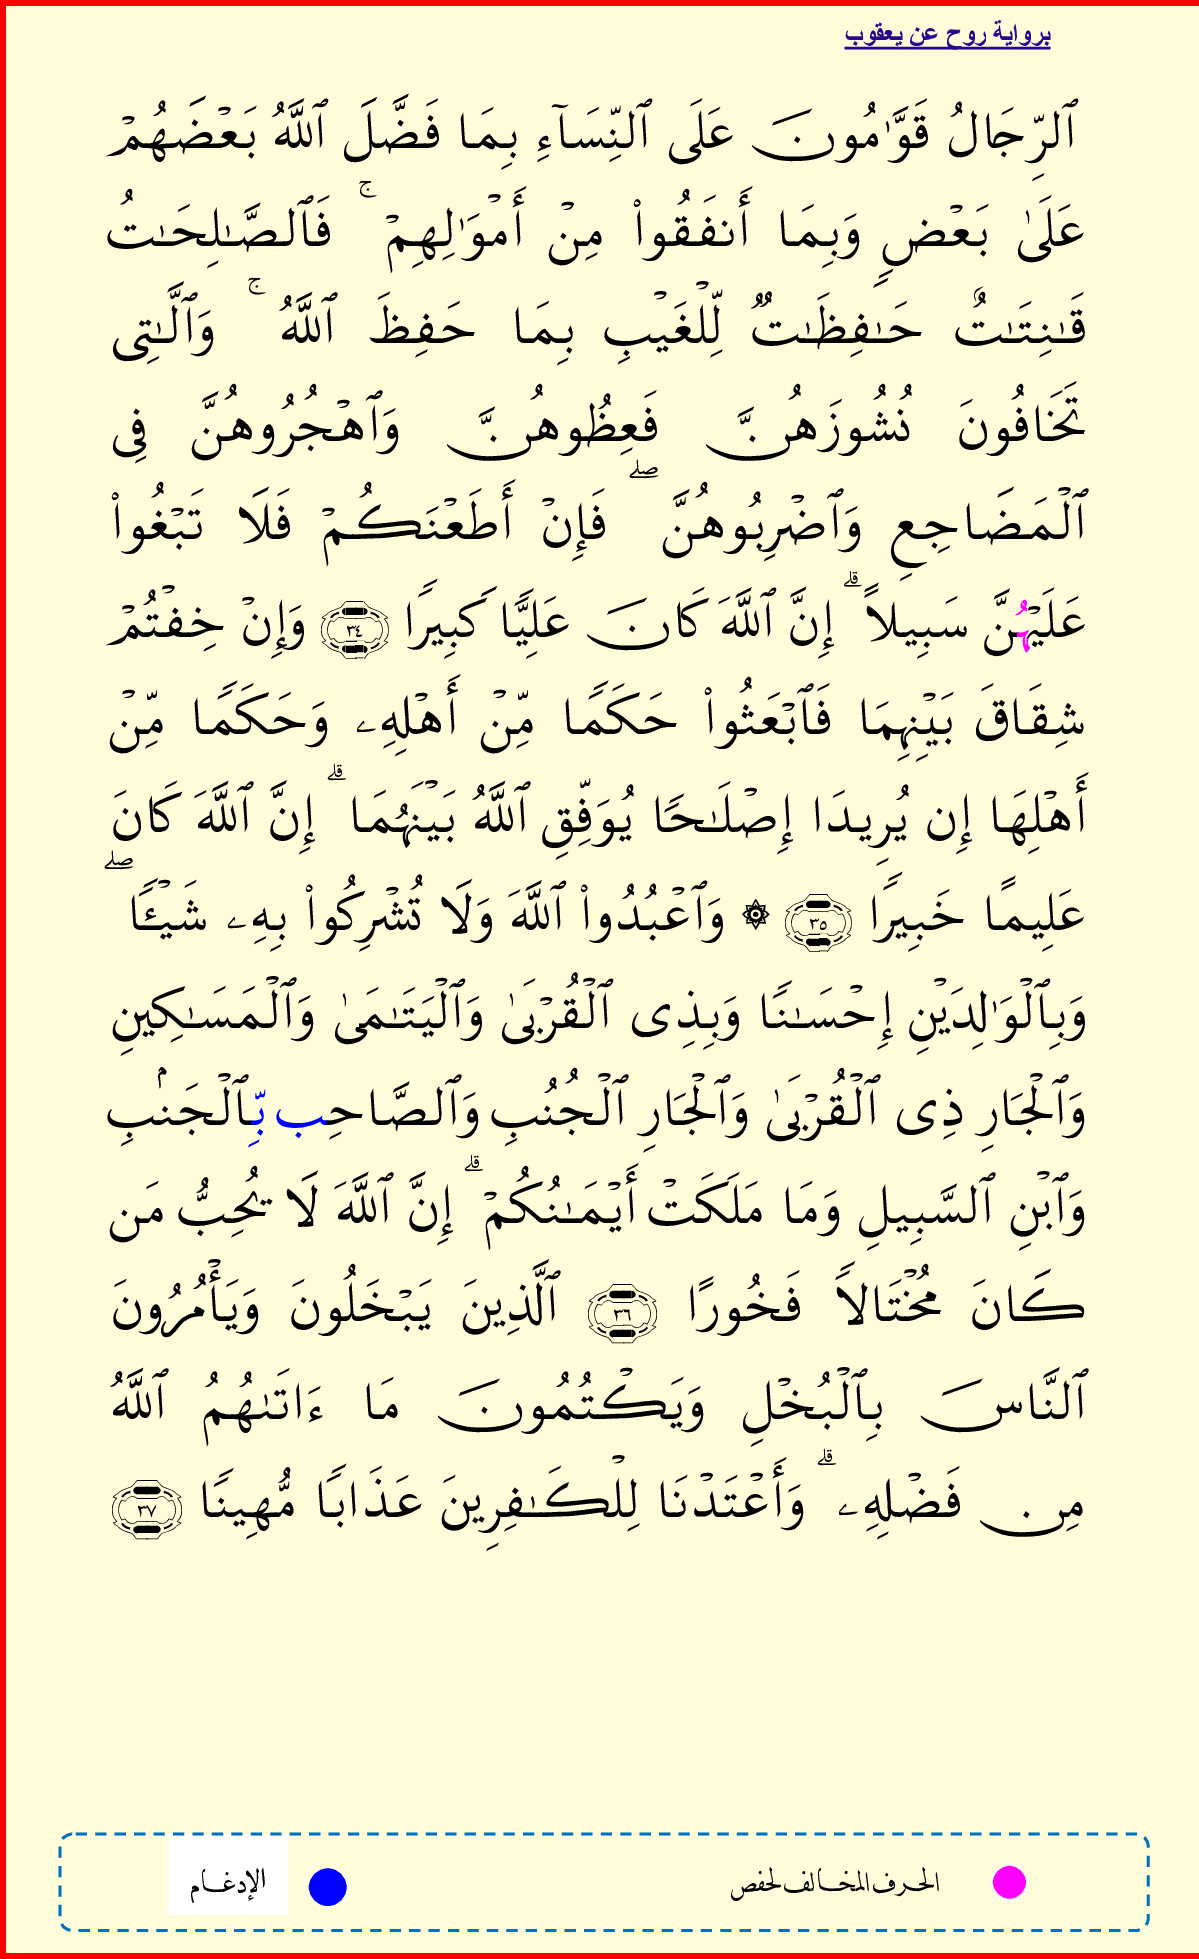 برواية روح عن يعقوب
ٱلرِّجَالُ قَوَّٰمُونَ عَلَى ٱلنِّسَآءِ بِمَا فَضَّلَ ٱللَّهُ بَعۡضَهُمۡ
عَلَىٰ بَعۡضٖ وَبِمَآ أَنفَقُواْ مِنۡ أَمۡوَٰلِهِمۡۚ فَٱلصَّٰلِحَٰتُ
قَٰنِتَٰتٌ حَٰفِظَٰتٞ لِّلۡغَيۡبِ بِمَا حَفِظَ ٱللَّهُۚ وَٱلَّٰتِي
تَخَافُونَ نُشُوزَهُنَّ فَعِظُوهُنَّ وَٱهۡجُرُوهُنَّ فِي
ٱلۡمَضَاجِعِ وَٱضۡرِبُوهُنَّۖ فَإِنۡ أَطَعۡنَكُمۡ فَلَا تَبۡغُواْ
عَلَيۡهُنَّ سَبِيلًاۗ إِنَّ ٱللَّهَ كَانَ عَلِيّٗا كَبِيرٗا ٣٤ وَإِنۡ خِفۡتُمۡ
شِقَاقَ بَيۡنِهِمَا فَٱبۡعَثُواْ حَكَمٗا مِّنۡ أَهۡلِهِۦ وَحَكَمٗا مِّنۡ
أَهۡلِهَا إِن يُرِيدَا إِصۡلَٰحٗا يُوَفِّقِ ٱللَّهُ بَيۡنَهُمَاۗ إِنَّ ٱللَّهَ كَانَ
عَلِيمًا خَبِيرٗا ٣٥ ۞ وَٱعۡبُدُواْ ٱللَّهَ وَلَا تُشۡرِكُواْ بِهِۦ شَيۡـٔٗاۖ
وَبِٱلۡوَٰلِدَيۡنِ إِحۡسَٰنٗا وَبِذِي ٱلۡقُرۡبَىٰ وَٱلۡيَتَٰمَىٰ وَٱلۡمَسَٰكِينِ
وَٱلۡجَارِ ذِي ٱلۡقُرۡبَىٰ وَٱلۡجَارِ ٱلۡجُنُبِ وَٱلصَّاحِب بِّٱلۡجَنۢبِ
وَٱبۡنِ ٱلسَّبِيلِ وَمَا مَلَكَتۡ أَيۡمَٰنُكُمۡۗ إِنَّ ٱللَّهَ لَا يُحِبُّ مَن
كَانَ مُخۡتَالٗا فَخُورًا ٣٦ ٱلَّذِينَ يَبۡخَلُونَ وَيَأۡمُرُونَ
ٱلنَّاسَ بِٱلۡبُخۡلِ وَيَكۡتُمُونَ مَا ءَاتَىٰهُمُ ٱللَّهُ
مِن فَضۡلِهِۦۗ وَأَعۡتَدۡنَا لِلۡكَٰفِرِينَ عَذَابٗا مُّهِينٗا ٣٧
الحرف المخالف لحفص الإدغام